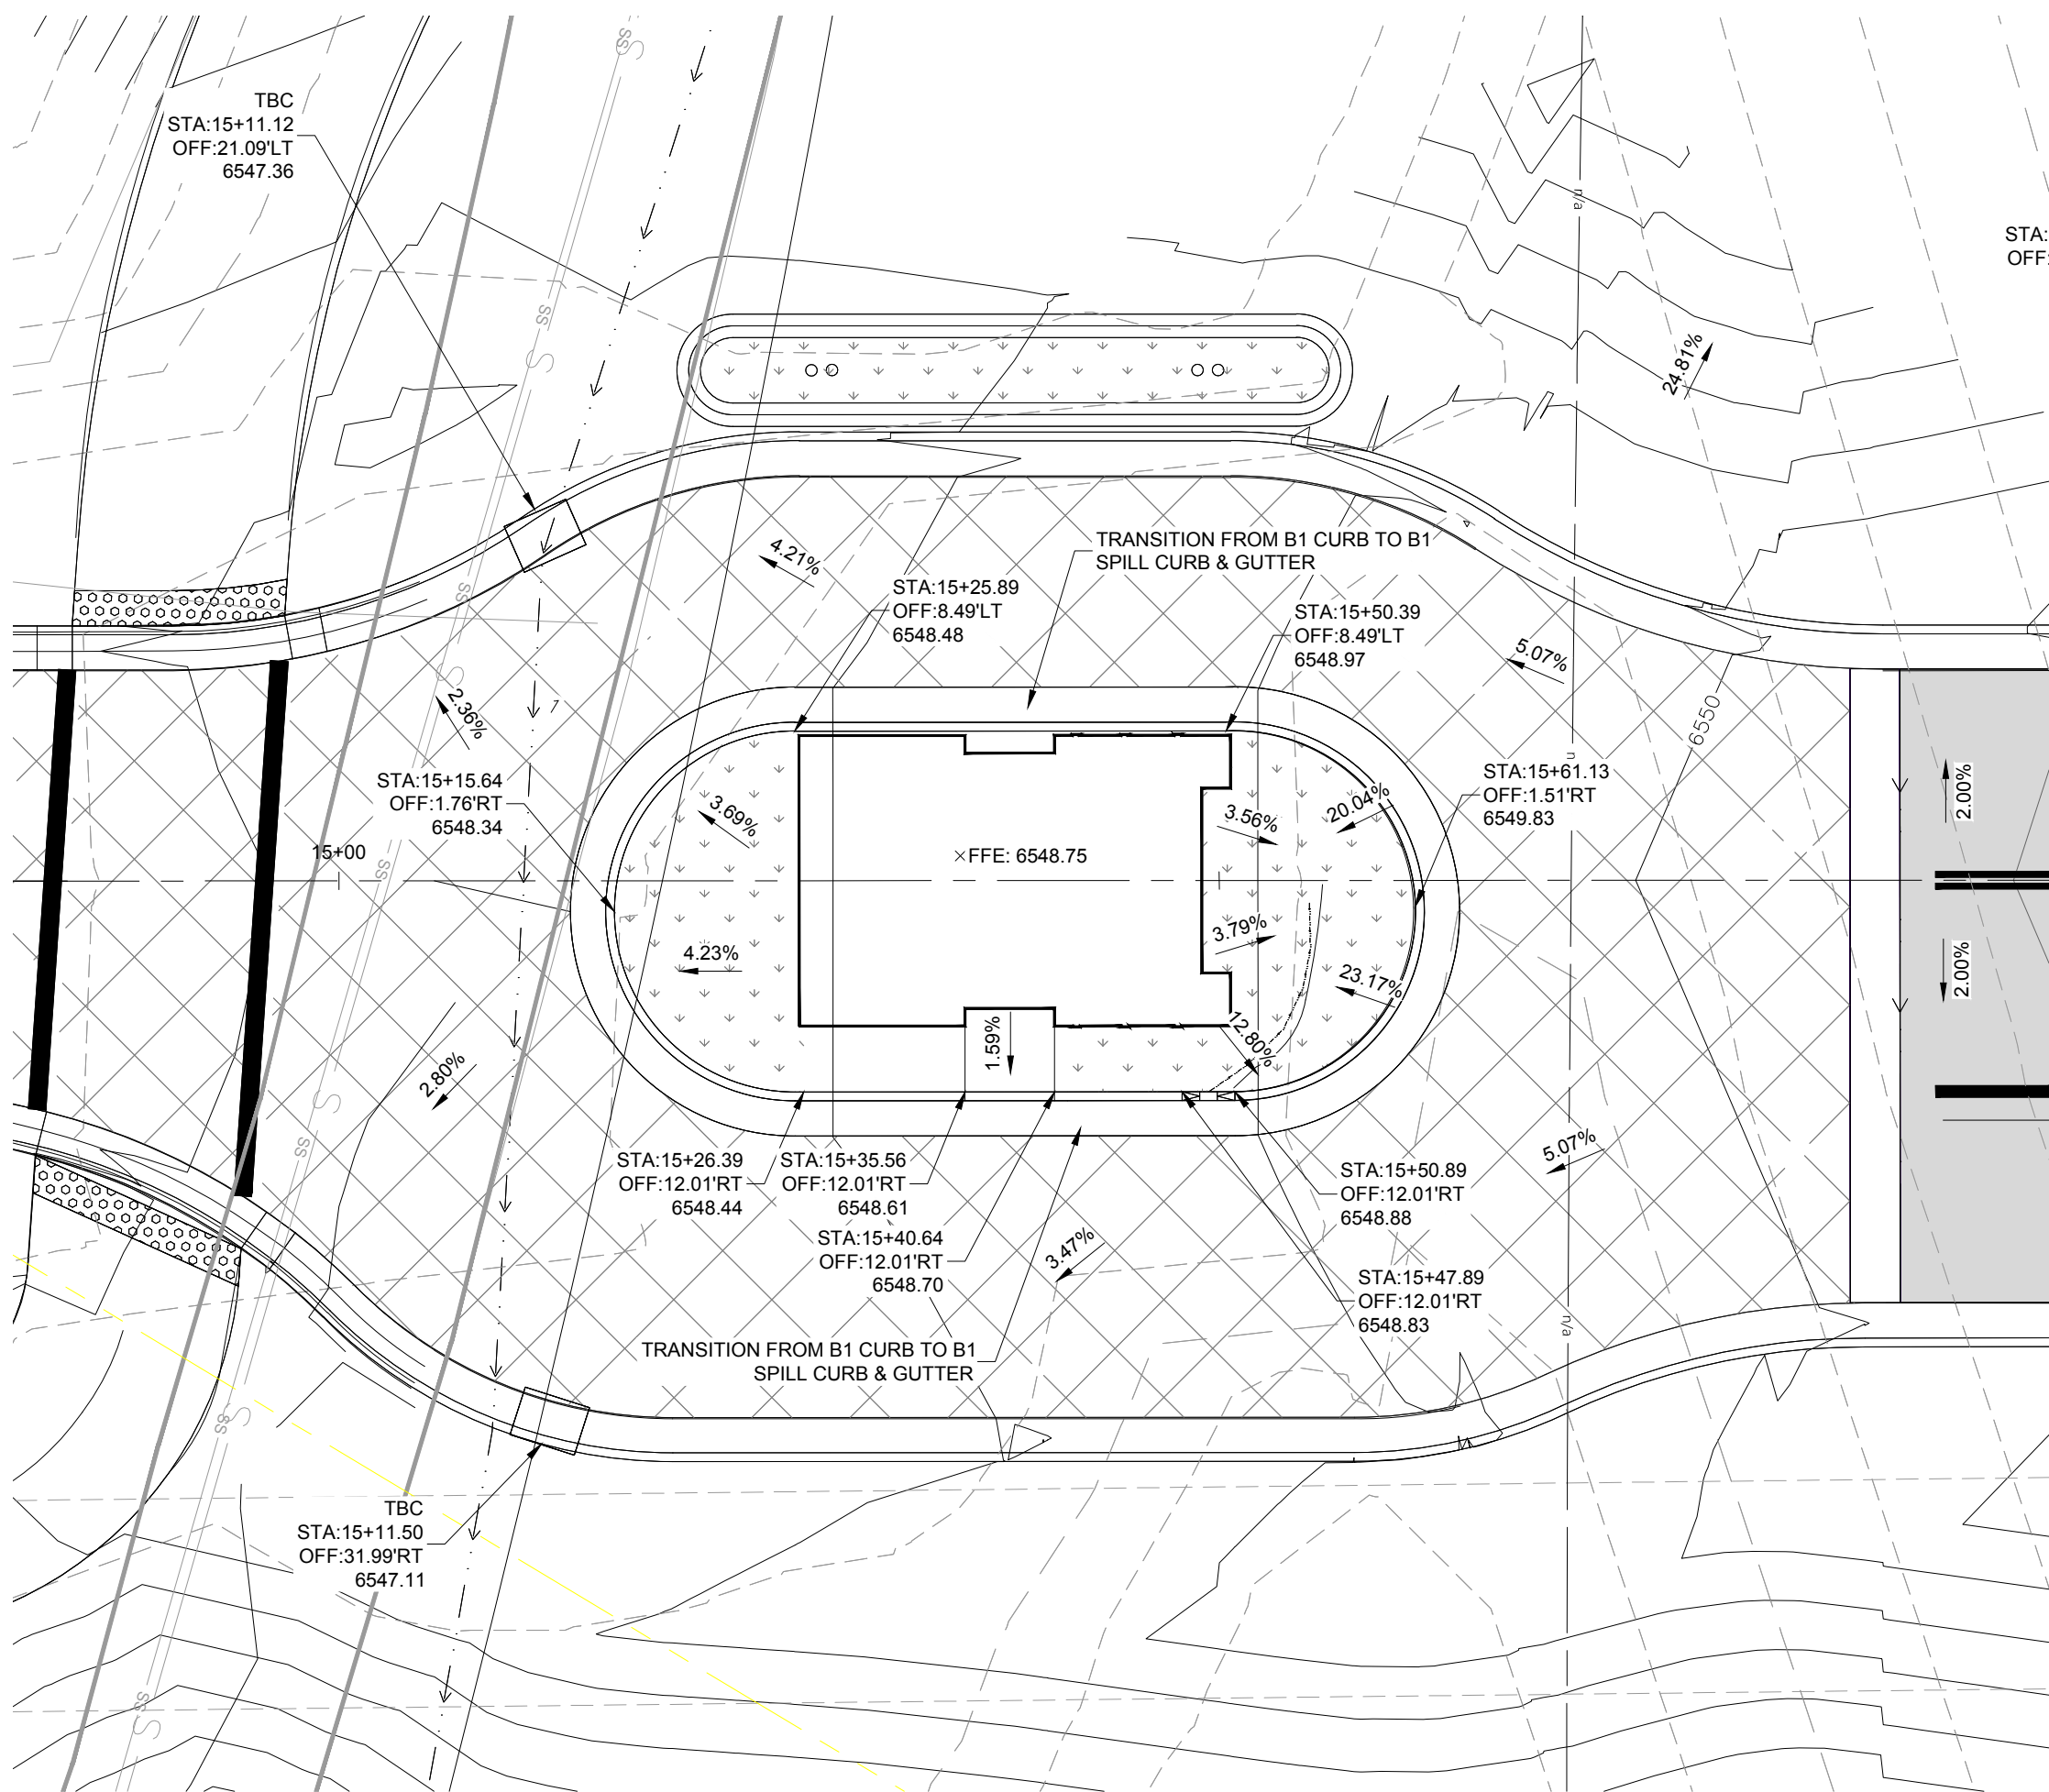 TBC
STA:15+11.12
OFF:21.09'LT
6547.36
SS
S
n/a
STA:
OFF:
SS
S
24.81%
TRANSITION FROM B1 CURB TO B1
SPILL CURB & GUTTER
4.21%
STA:15+25.89
OFF:8.49'LT
6548.48
STA:15+50.39
OFF:8.49'LT
6548.97
SS
S
5.07%
2.36%
6550
STA:15+15.64
OFF:1.76'RT
6548.34
STA:15+61.13
OFF:1.51'RT
6549.83
2.00%
3.69%
3.56%
20.04%
15+00
SS
×FFE: 6548.75
3.79%
4.23%
23.17%
2.00%
1.59%
12.80%
2.80%
S
SS
5.07%
STA:15+26.39
OFF:12.01'RT
6548.44
STA:15+35.56
OFF:12.01'RT
6548.61
STA:15+50.89
OFF:12.01'RT
6548.88
STA:15+40.64
OFF:12.01'RT
6548.70
3.47%
STA:15+47.89
OFF:12.01'RT
6548.83
n/a
TRANSITION FROM B1 CURB TO B1
SPILL CURB & GUTTER
S
SS
TBC
STA:15+11.50
OFF:31.99'RT
6547.11
SS
S